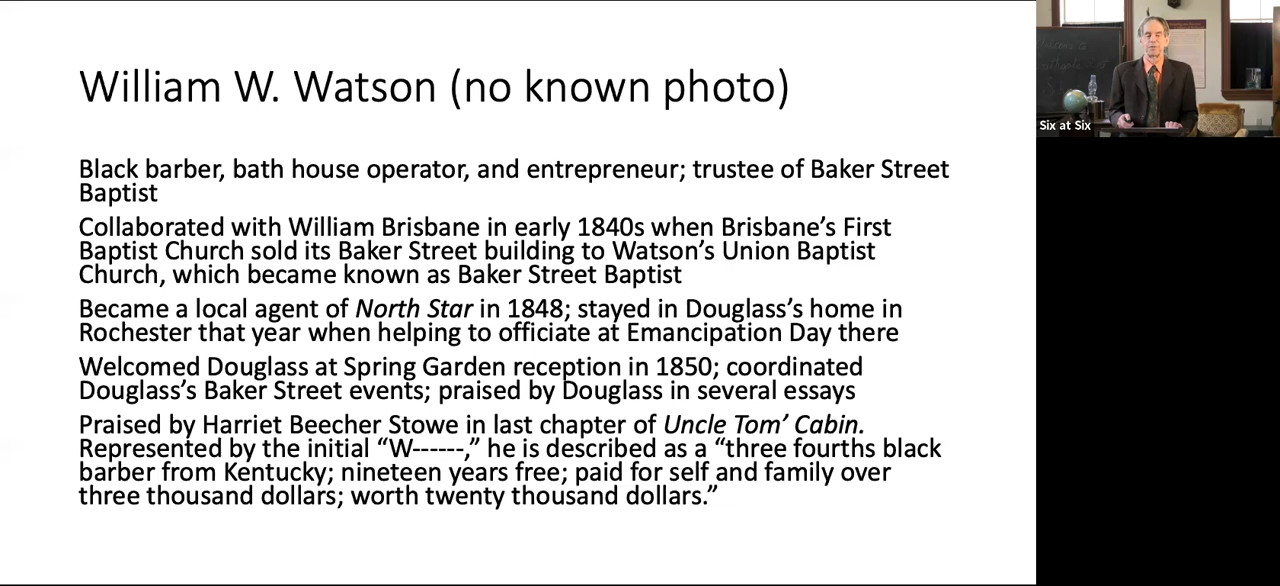 William W. Watson (no known photo)
Black barber, bath house operator, and entrepreneur; trustee of Baker Street
Baptist
Collaborated with William Brisbane in early 1840s when Brisbane’s First
Baptist Church sold its Baker Street building to Watson’s Union Baptist
Church, which became known as Baker Street Baptist
Became a local agent of North Star in 1848; stayed in Douglass’s home in
Rochester that year when helping to officiate at Emancipation Day there
Welcomed Douglass at Spring Garden reception in 1850; coordinated
Douglass’s Baker Street events; praised by Douglass in several essays
Praised by Harriet Beecher Stowe in last chapter of Uncle Tom’ Cabin.
Represented by the initial “W------,” he is described as a “three fourths black
barber from Kentucky; nineteen years free; paid for self and family over
three thousand dollars; worth twenty thousand dollars.”
Six at Six